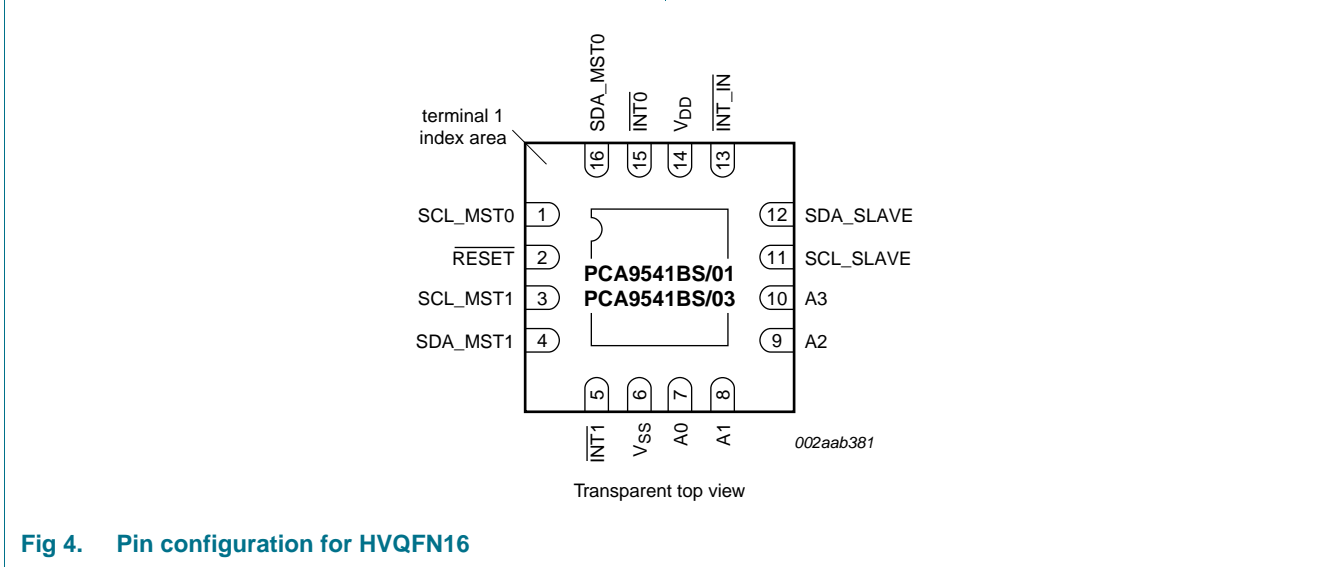 SDA_MST0
INT0
VDD
INT_IN
terminal 1
index area
16
15
14
13
SCL_MST0 1
12 SDA_SLAVE
RESET 2
11 SCL_SLAVE
PCA9541BS/01
PCA9541BS/03
SCL_MST1 3
10 A3
SDA_MST1 4
9 A2
5
6
7
8
INT1
VSS
A0
A1
002aab381
Transparent top view
Fig 4. Pin configuration for HVQFN16